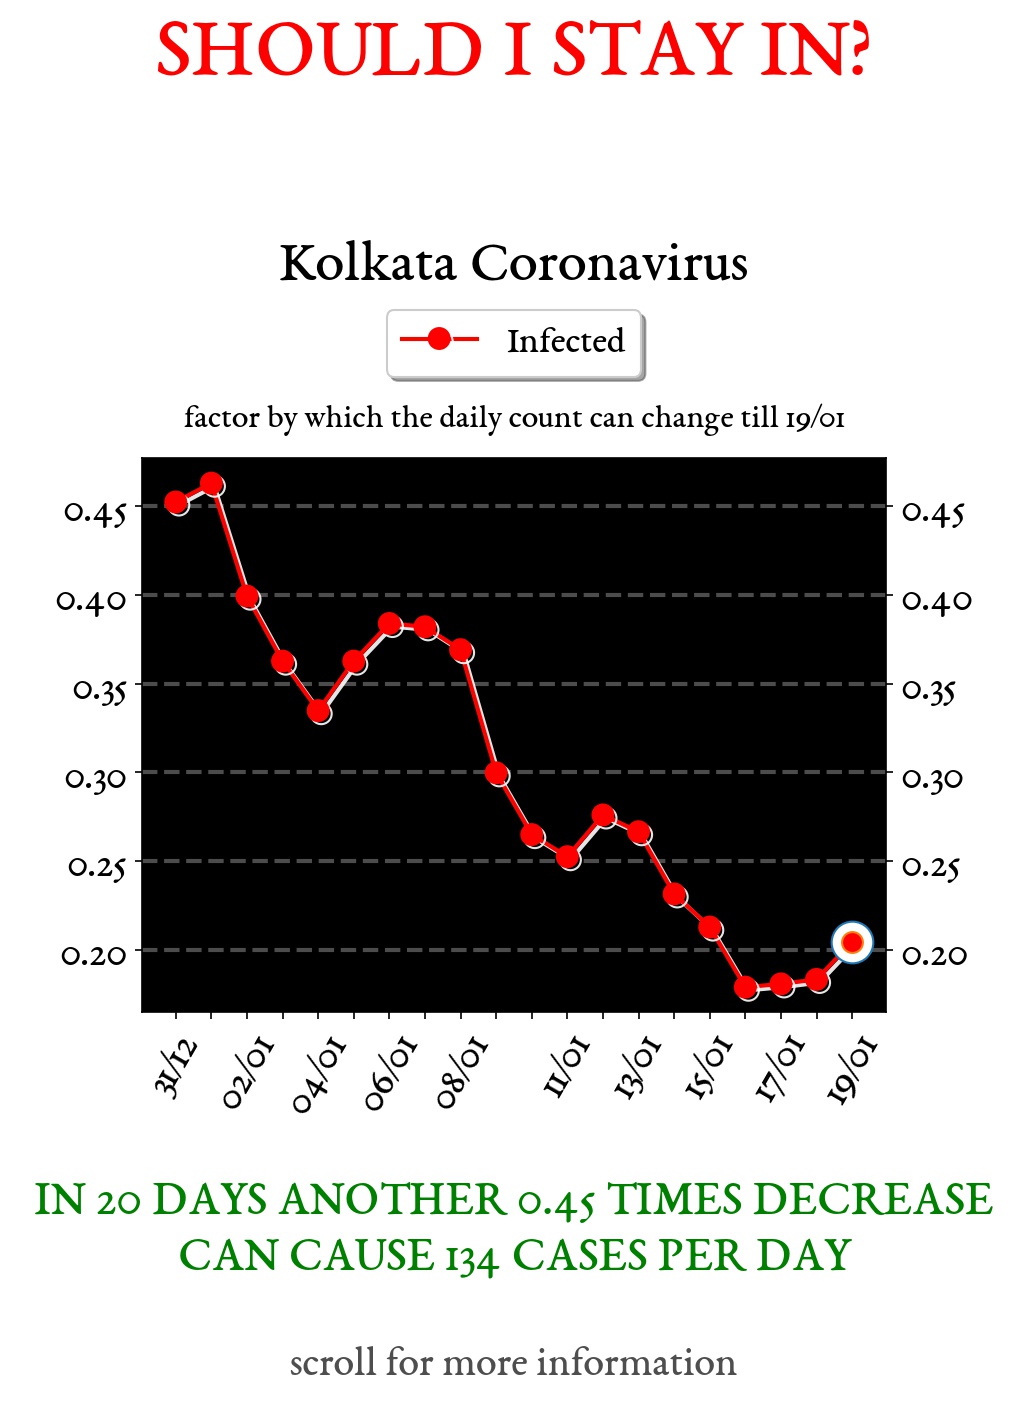 SHOULD I STAY IN?
Kolkata Coronavirus
Infected
factor by which the daily count can change till 19/01
0.45 0.45
0.40 0.40
0.35 0.35
0.30 0.30
0.25 0.25
0.20 0.20
31/12 02/01 04/01 06/01 08/01 11/01 13/01 15/01 17/01 19/01
IN 20 DAYS ANOTHER 0.45 TIMES DECREASE
CAN CAUSE 134 CASES PER DAY
scroll for more information